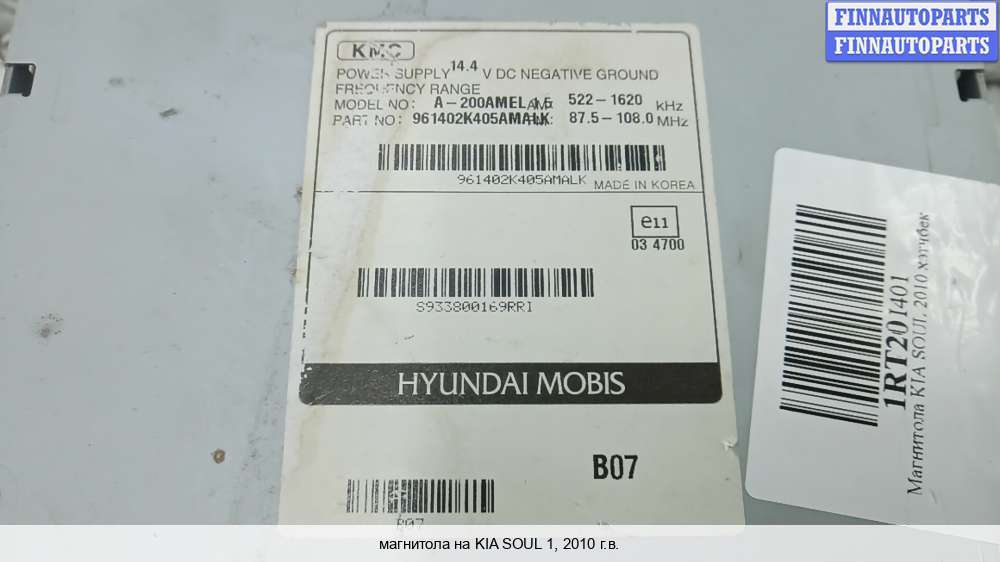 FINNAUTOPARTS
FINNAUTOPARTS
KMC
POWER SUPPLY 14.4 V DC NEGATIVE GROUND
FREQUENCY RANGE
MODEL NO: A-200AMEL AM: 522-1620 kHz
PART NO: 961402K405AMALK FM: 87.5-108.0 MHz
961402K405AMALK MADE IN KOREA
e11
03 4700
S933800169RR1
HYUNDAI MOBIS
B07
B07
1RT201401
Магнитола KIA SOUL 2010 хэтчбек
магнитола на KIA SOUL 1, 2010 г.в.